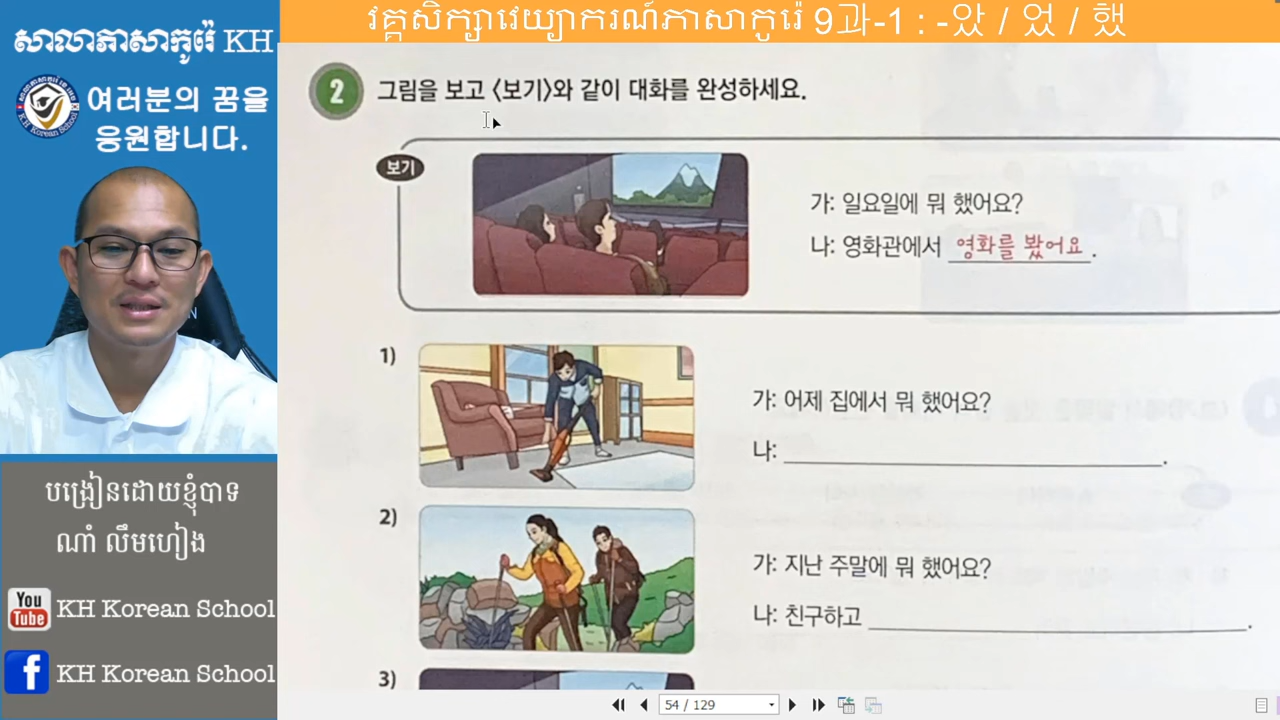 វគ្គសិក្សាវេយ្យាករណ៍ភាសាកូរ៉េ 9과-1 : -았 / 었 / 했
សាលាភាសាកូរ៉េ KH
여러분의 꿈을
응원합니다.
បង្រៀនដោយខ្ញុំបាទ
ណាំ លឹមហៀង
You
Tube
KH Korean School
f KH Korean School
2 그림을 보고 〈보기〉와 같이 대화를 완성하세요.
보기
가: 일요일에 뭐 했어요?
나: 영화관에서 영화를 봤어요.
1)
가: 어제 집에서 뭐 했어요?
나: .
2)
가: 지난 주말에 뭐 했어요?
나: 친구하고 .
3)
54 / 129